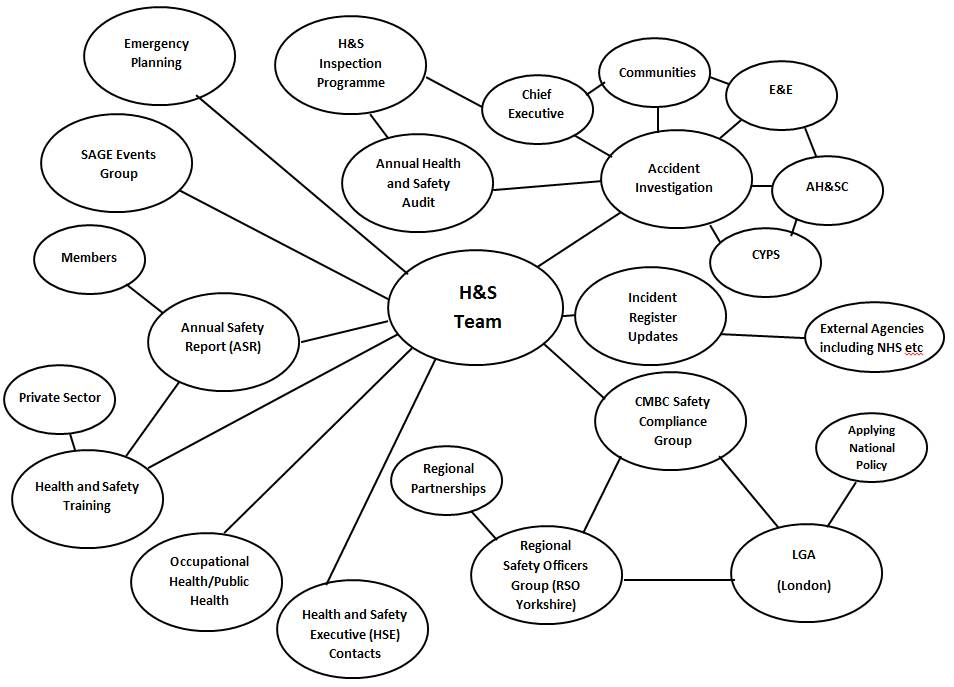 Emergency
Planning
H&S
Inspection
Programme
Chief
Executive
Communities
E&E
SAGE Events
Group
Annual Health
and Safety
Audit
Accident
Investigation
AH&SC
CYPS
Members
H&S
Team
Incident
Register
Updates
Annual Safety
Report (ASR)
External Agencies
including NHS etc
Private Sector
CMBC Safety
Compliance
Group
Applying
National
Policy
Health and Safety
Training
Regional
Partnerships
Occupational
Health/Public
Health
Regional
Safety Officers
Group (RSO
Yorkshire)
LGA
(London)
Health and Safety
Executive (HSE)
Contacts